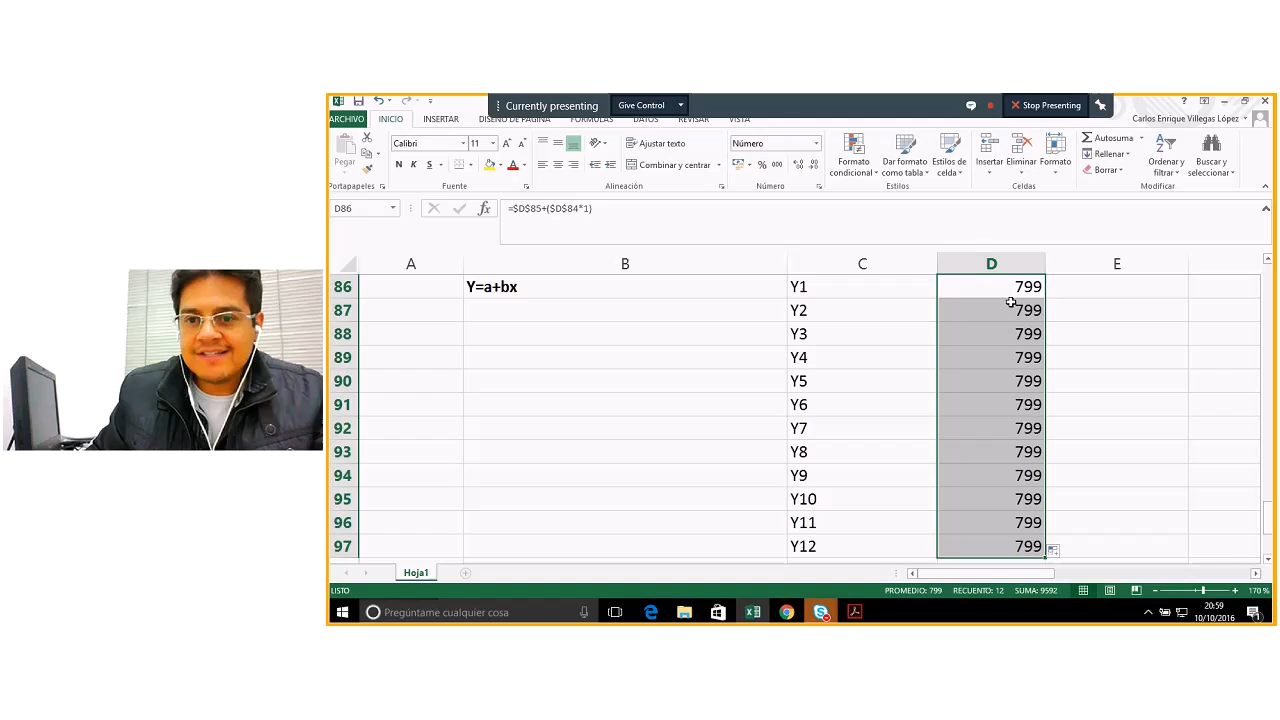 Currently presenting
Give Control
Stop Presenting
ARCHIVO
INICIO
INSERTAR
DISEÑO DE PÁGINA
FÓRMULAS
DATOS
REVISAR
VISTA
Carlos Enrique Villegas López
Pegar
Calibri
11
Ajustar texto
Número
Autosuma
N K S
Combinar y centrar
% 000
Formato condicional
Dar formato como tabla
Estilos de celda
Insertar
Eliminar
Formato
Rellenar
Borrar
Ordenar y filtrar
Buscar y seleccionar
Portapapeles
Fuente
Alineación
Número
Estilos
Celdas
Modificar
D86
fx
=$D$85+($D$84*1)
A B C D E
86 Y=a+bx Y1 799
87 Y2 799
88 Y3 799
89 Y4 799
90 Y5 799
91 Y6 799
92 Y7 799
93 Y8 799
94 Y9 799
95 Y10 799
96 Y11 799
97 Y12 799
Hoja1
LISTO
PROMEDIO: 799 RECUENTO: 12 SUMA: 9592
170 %
Pregúntame cualquier cosa
20:59
10/10/2016